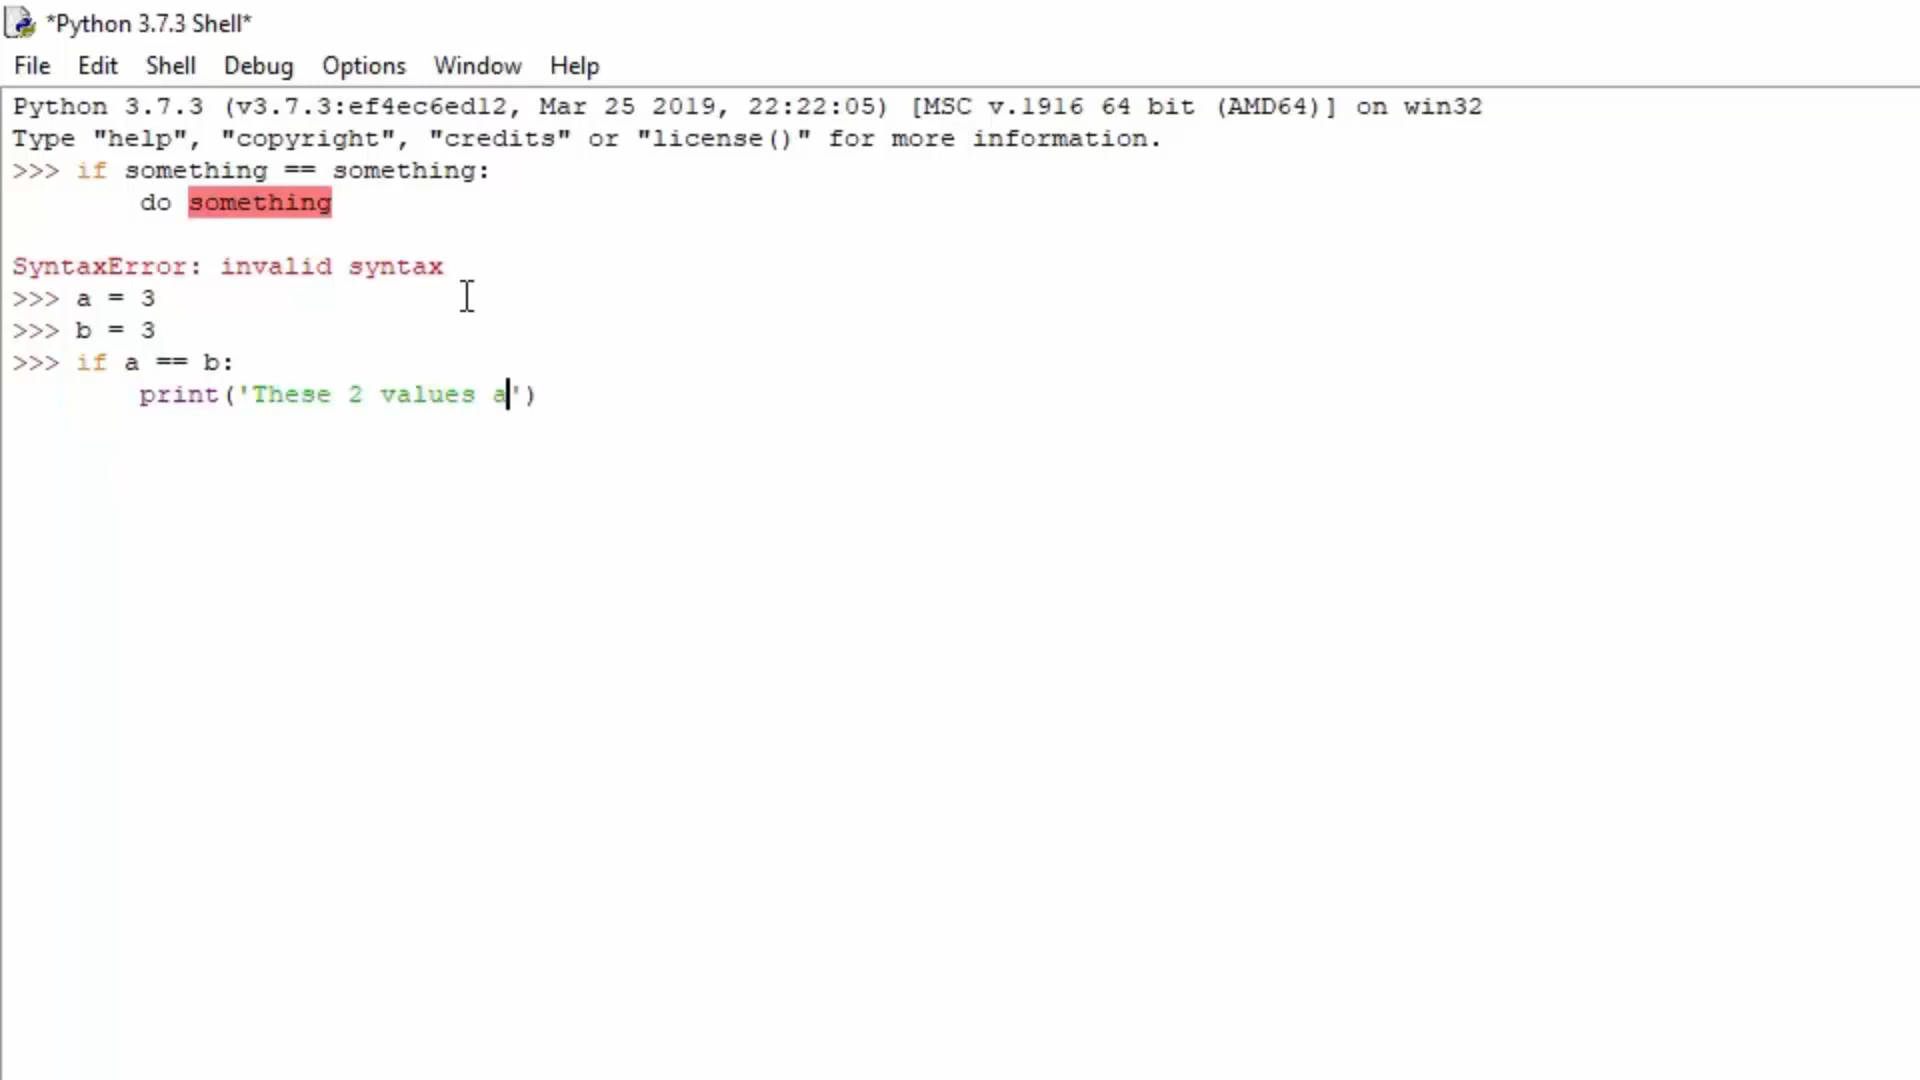 *Python 3.7.3 Shell*
File Edit Shell Debug Options Window Help
Python 3.7.3 (v3.7.3:ef4ec6ed12, Mar 25 2019, 22:22:05) [MSC v.1916 64 bit (AMD64)] on win32
Type "help", "copyright", "credits" or "license()" for more information.
>>> if something == something:
        do something
SyntaxError: invalid syntax
>>> a = 3
>>> b = 3
>>> if a == b:
        print('These 2 values a')